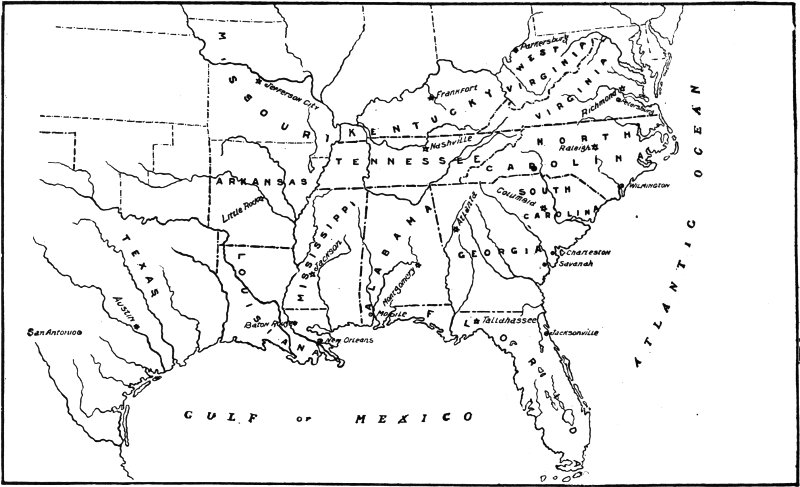 Parkersburg
WEST
VIRGINIA
VIRGINIA
Richmond
Petersburg
MISSOURI
Jefferson City
Frankfort
KENTUCKY
Nashville
TENNESSEE
NORTH
Raleigh
CAROLINA
Wilmington
SOUTH
CAROLINA
Columbia
ARKANSAS
Little Rock
MISSISSIPPI
Jackson
ALABAMA
Montgomery
Mobile
Atlanta
GEORGIA
Charleston
Savanah
TEXAS
Austin
San Antonio
LOUISIANA
Baton Rouge
New Orleans
FLORIDA
Tallahassee
Jacksonville
GULF OF MEXICO
ATLANTIC OCEAN